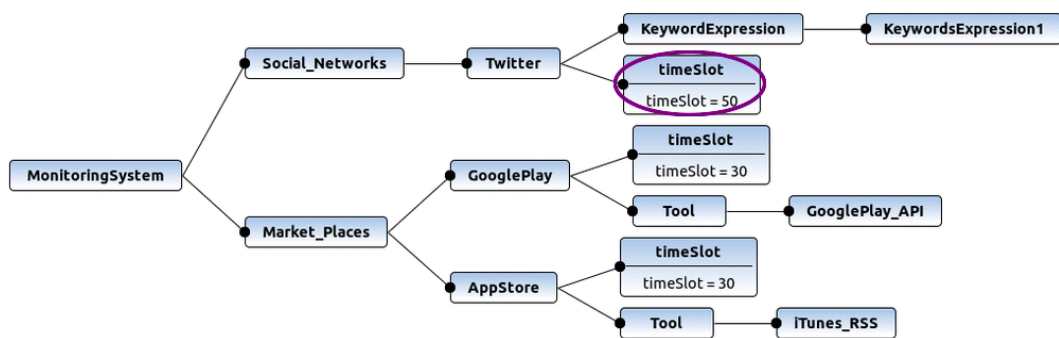 KeywordExpression
KeywordsExpression1
Social_Networks
Twitter
timeSlot
timeSlot = 50
timeSlot
timeSlot = 30
MonitoringSystem
GooglePlay
Tool
GooglePlay_API
Market_Places
timeSlot
timeSlot = 30
AppStore
Tool
iTunes_RSS